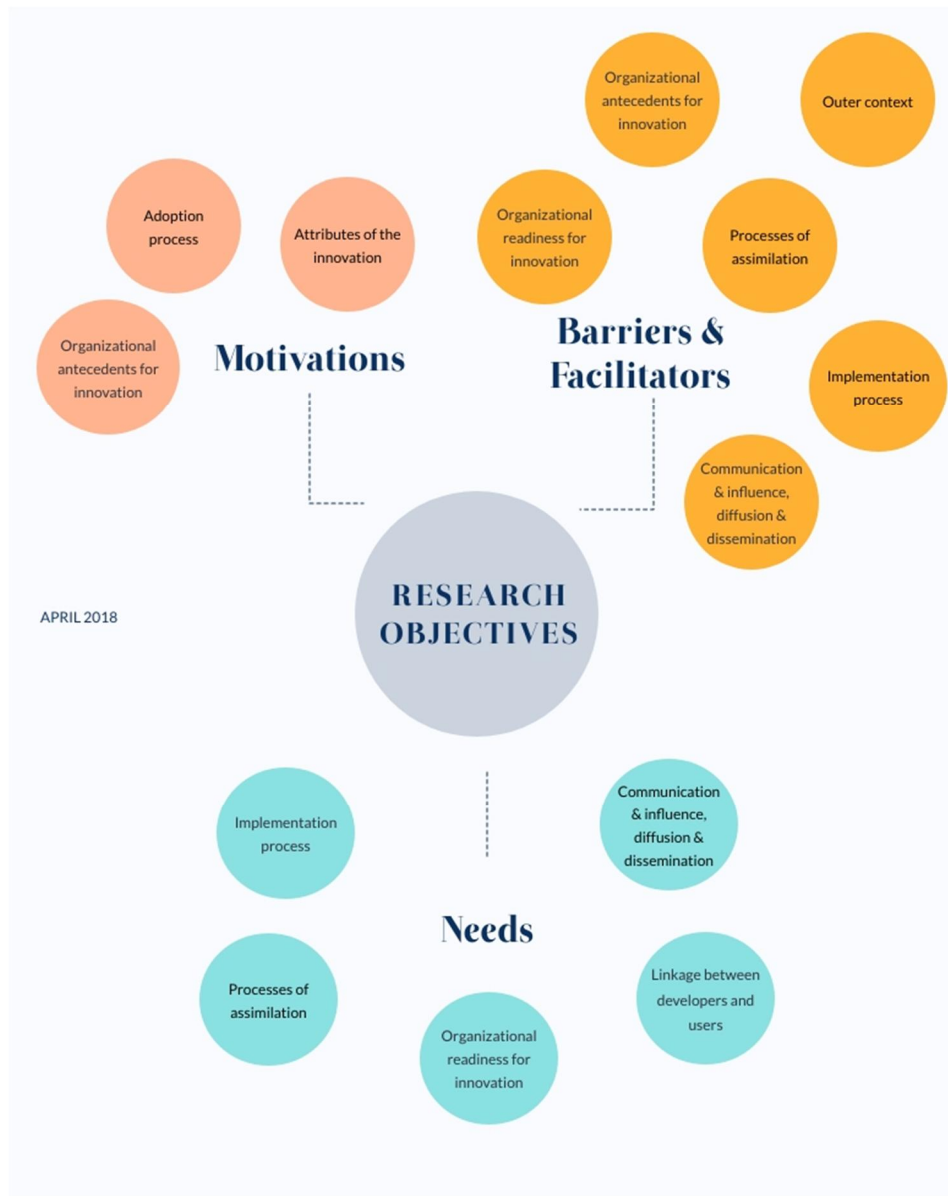 Organizational
antecedents for
innovation
Outer context
Adoption
process
Attributes of the
innovation
Organizational
readiness for
innovation
Processes of
assimilation
Organizational
antecedents for
innovation
Motivations
Barriers &
Facilitators
Implementation
process
Communication
& influence,
diffusion &
dissemination
RESEARCH
OBJECTIVES
APRIL 2018
Implementation
process
Communication
& influence,
diffusion &
dissemination
Needs
Processes of
assimilation
Organizational
readiness for
innovation
Linkage between
developers and
users